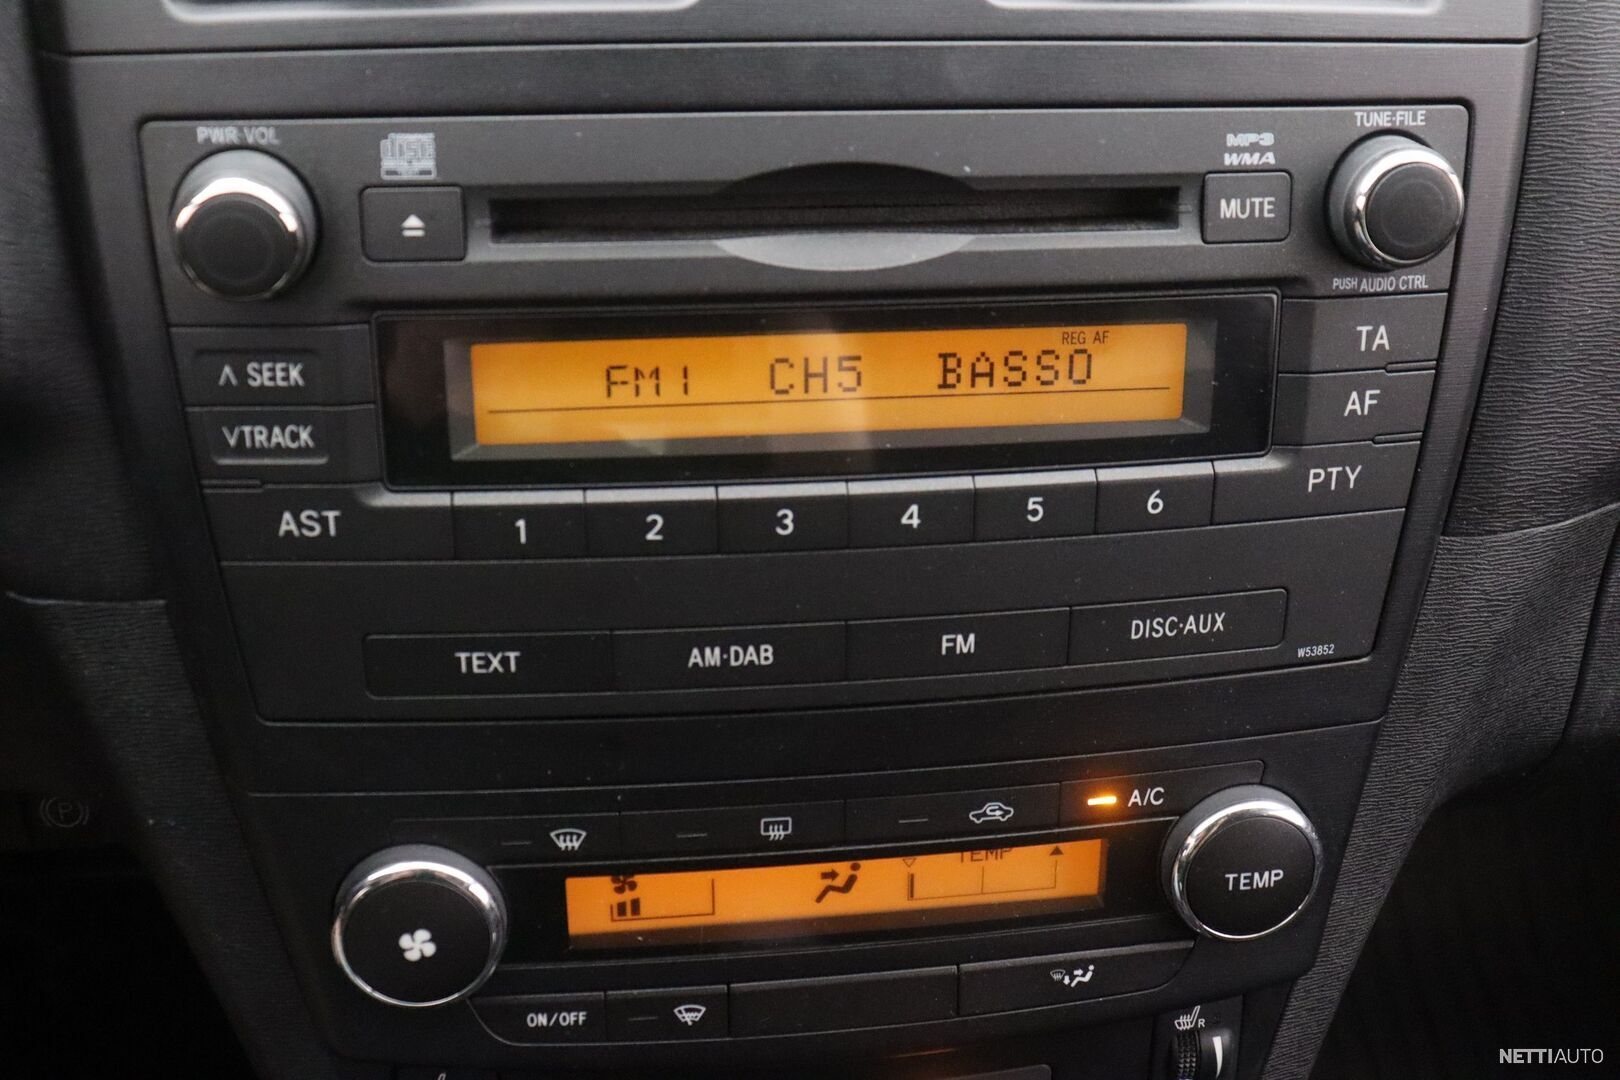 PWR·VOL
disc
MP3
WMA
TUNE·FILE
MUTE
PUSH AUDIO CTRL
REG AF
FM1 CH5 BASSO
TA
∧ SEEK
AF
∨TRACK
PTY
AST 1 2 3 4 5 6
TEXT AM·DAB FM DISC·AUX
W53852
A/C
TEMP
TEMP
ON/OFF
R
P
NETTIAUTO